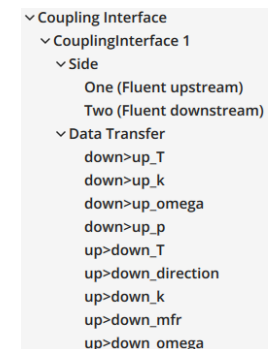 Coupling Interface
CouplingInterface 1
Side
One (Fluent upstream)
Two (Fluent downstream)
Data Transfer
down>up_T
down>up_k
down>up_omega
down>up_p
up>down_T
up>down_direction
up>down_k
up>down_mfr
up>down_omega